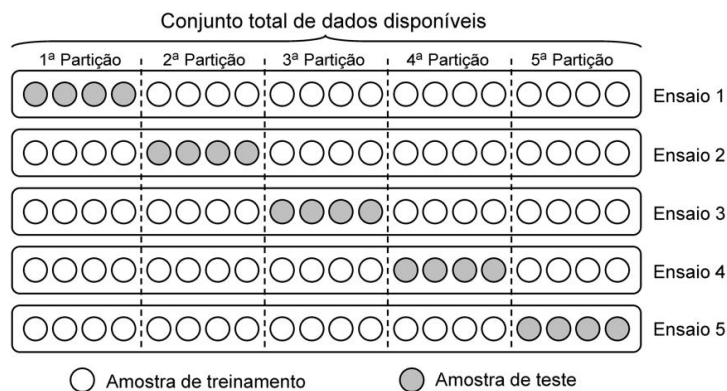 Conjunto total de dados disponíveis
1ª Partição 2ª Partição 3ª Partição 4ª Partição 5ª Partição
Ensaio 1
Ensaio 2
Ensaio 3
Ensaio 4
Ensaio 5
Amostra de treinamento Amostra de teste